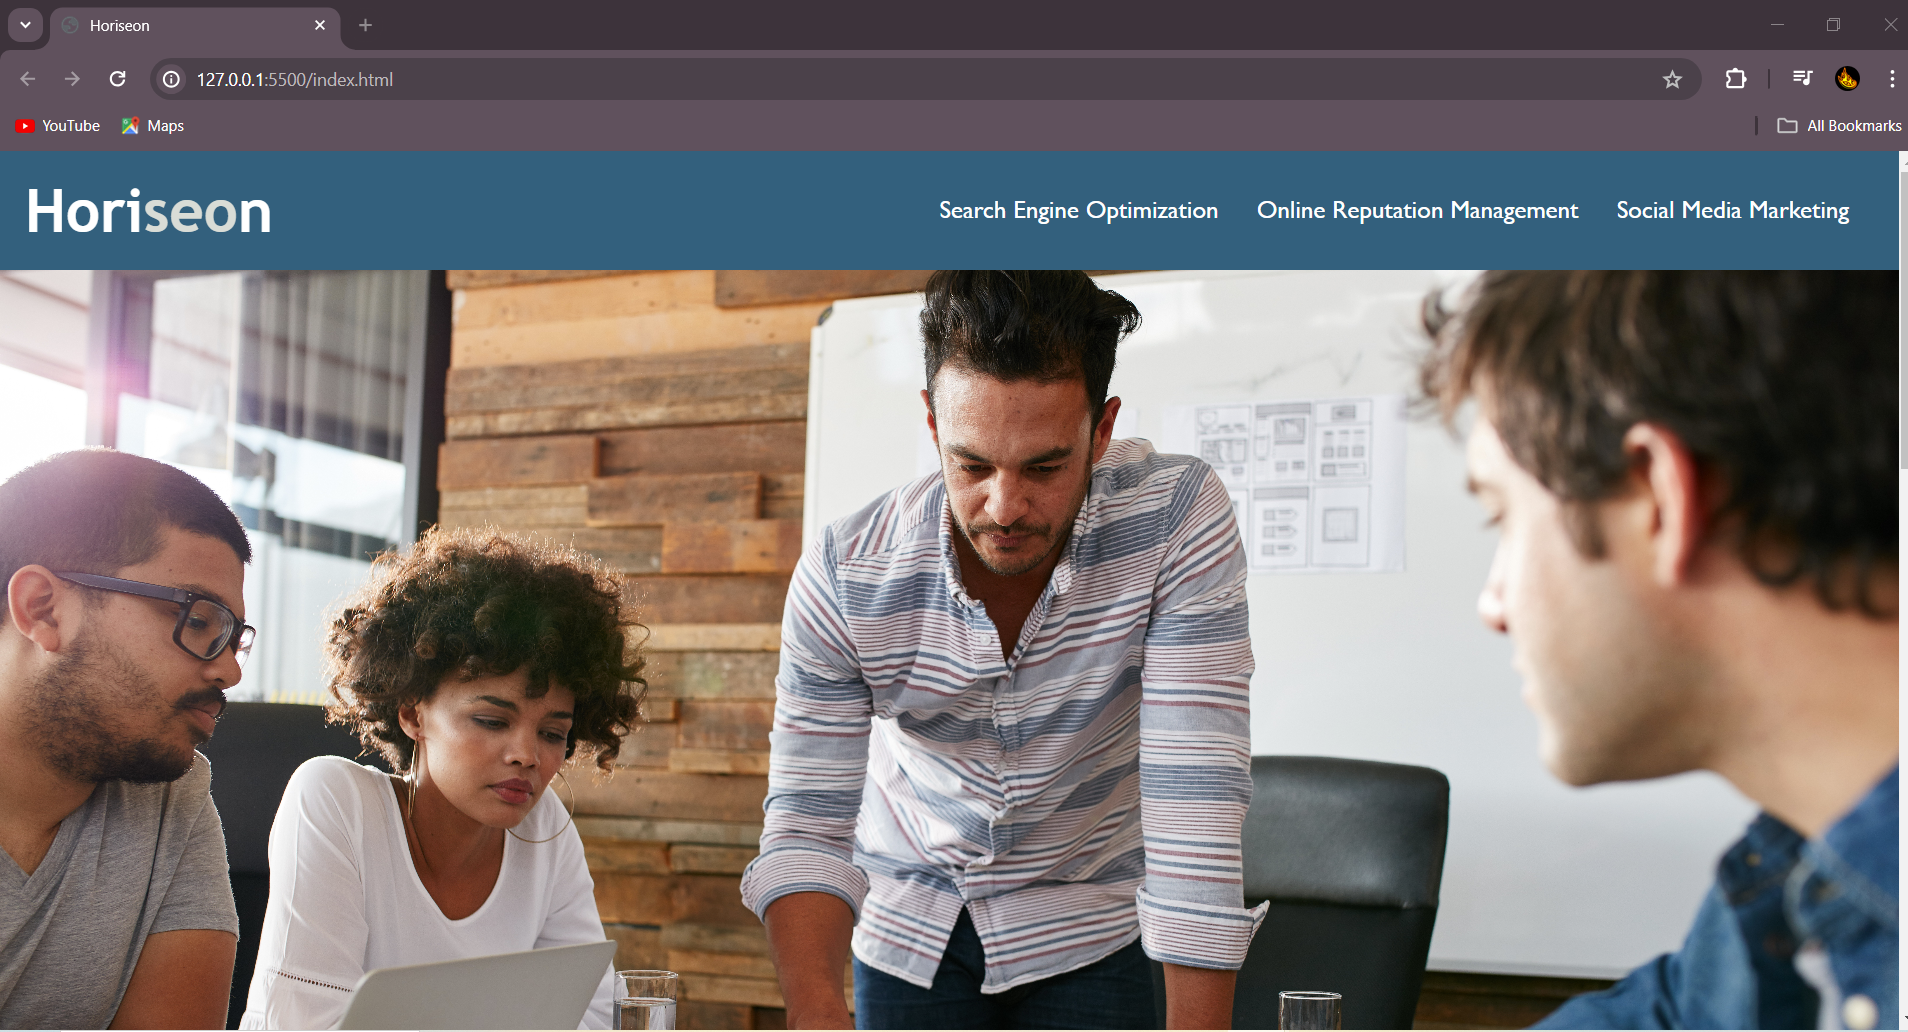 Horiseon
127.0.0.1:5500/index.html
YouTube Maps All Bookmarks
Horiseon Search Engine Optimization Online Reputation Management Social Media Marketing